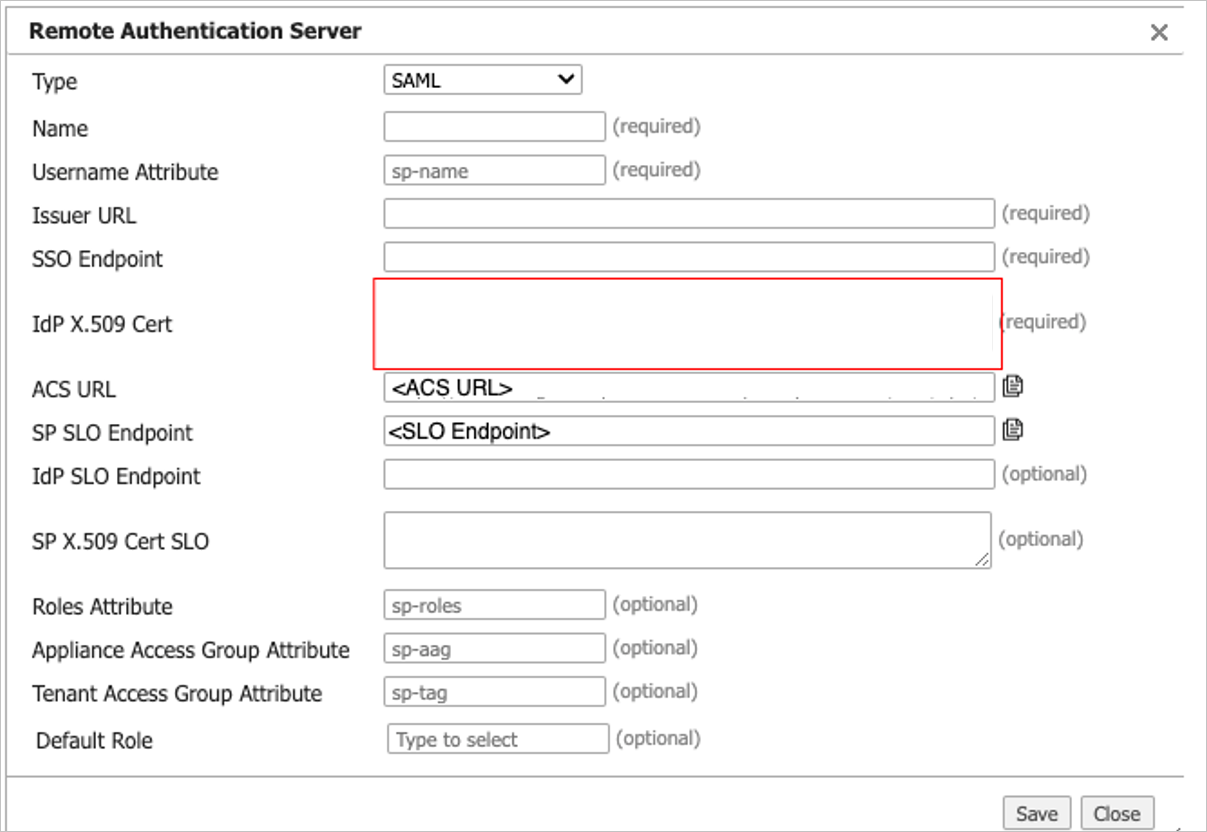 Remote Authentication Server
Type SAML
Name (required)
Username Attribute sp-name (required)
Issuer URL (required)
SSO Endpoint (required)
IdP X.509 Cert (required)
ACS URL <ACS URL>
SP SLO Endpoint <SLO Endpoint>
IdP SLO Endpoint (optional)
SP X.509 Cert SLO (optional)
Roles Attribute sp-roles (optional)
Appliance Access Group Attribute sp-aag (optional)
Tenant Access Group Attribute sp-tag (optional)
Default Role Type to select (optional)
Save Close